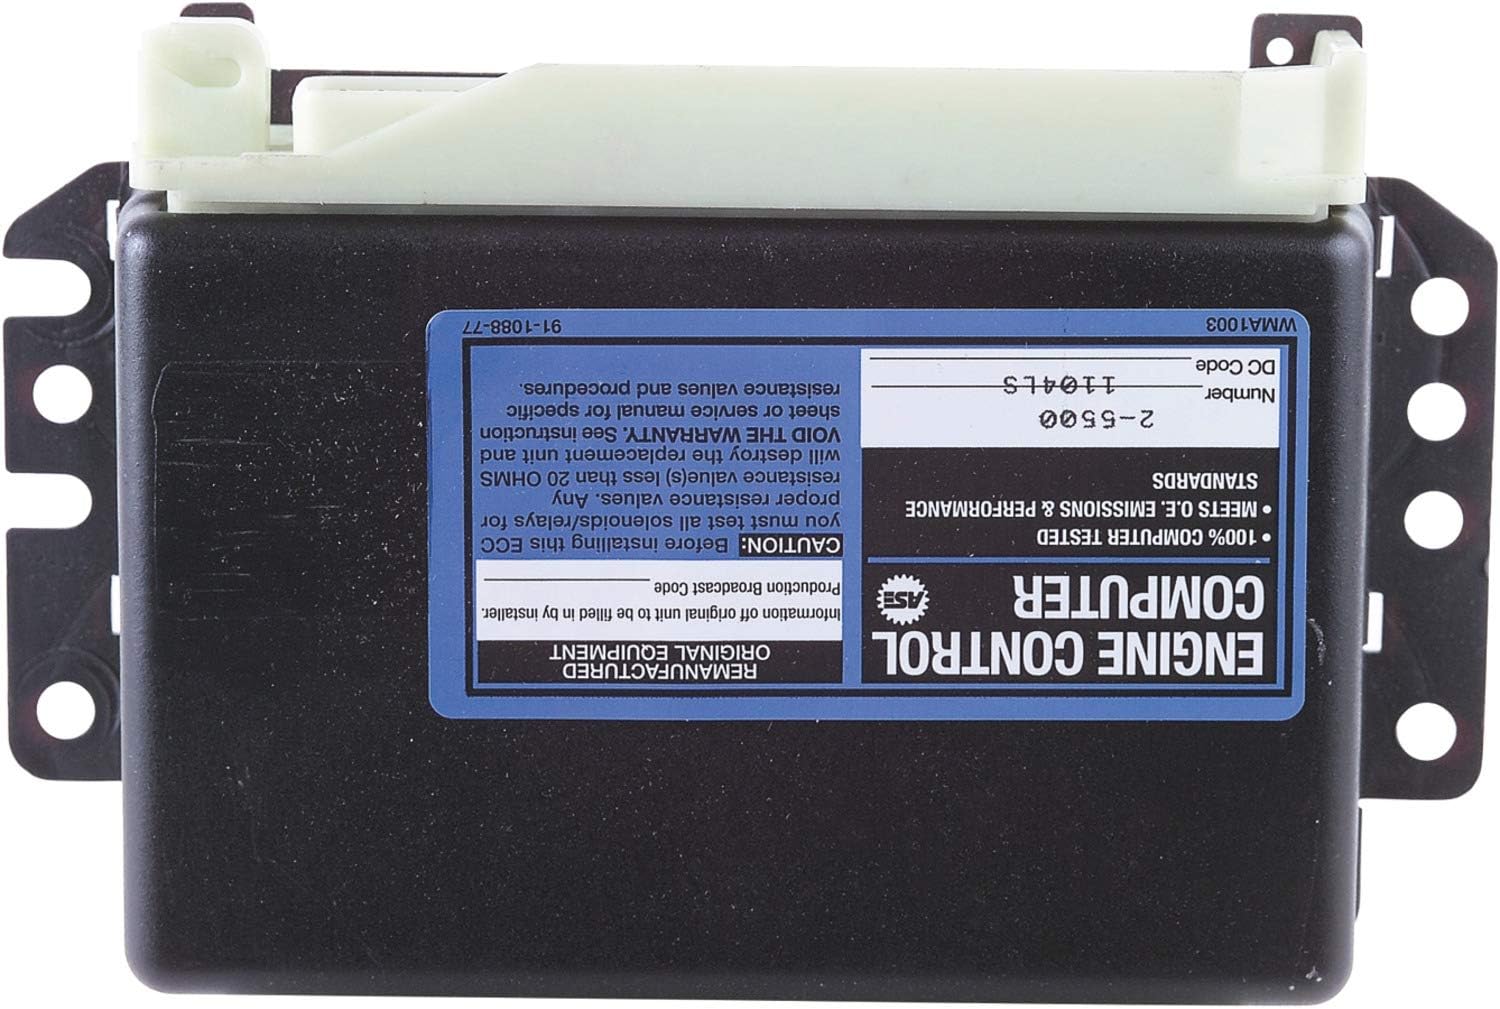 ENGINE CONTROL
COMPUTER
ASE
• 100% COMPUTER TESTED
• MEETS O.E. EMISSIONS & PERFORMANCE
STANDARDS
2-5500
Number
1104LS
DC Code
WMA1003
REMANUFACTURED
ORIGINAL EQUIPMENT
Information off original unit to be filled in by installer.
Production Broadcast Code
CAUTION: Before installing this ECC
you must test all solenoids/relays for
proper resistance values. Any
resistance value(s) less than 20 OHMS
will destroy the replacement unit and
VOID THE WARRANTY. See instruction
sheet or service manual for specific
resistance values and procedures.
91-1088-77